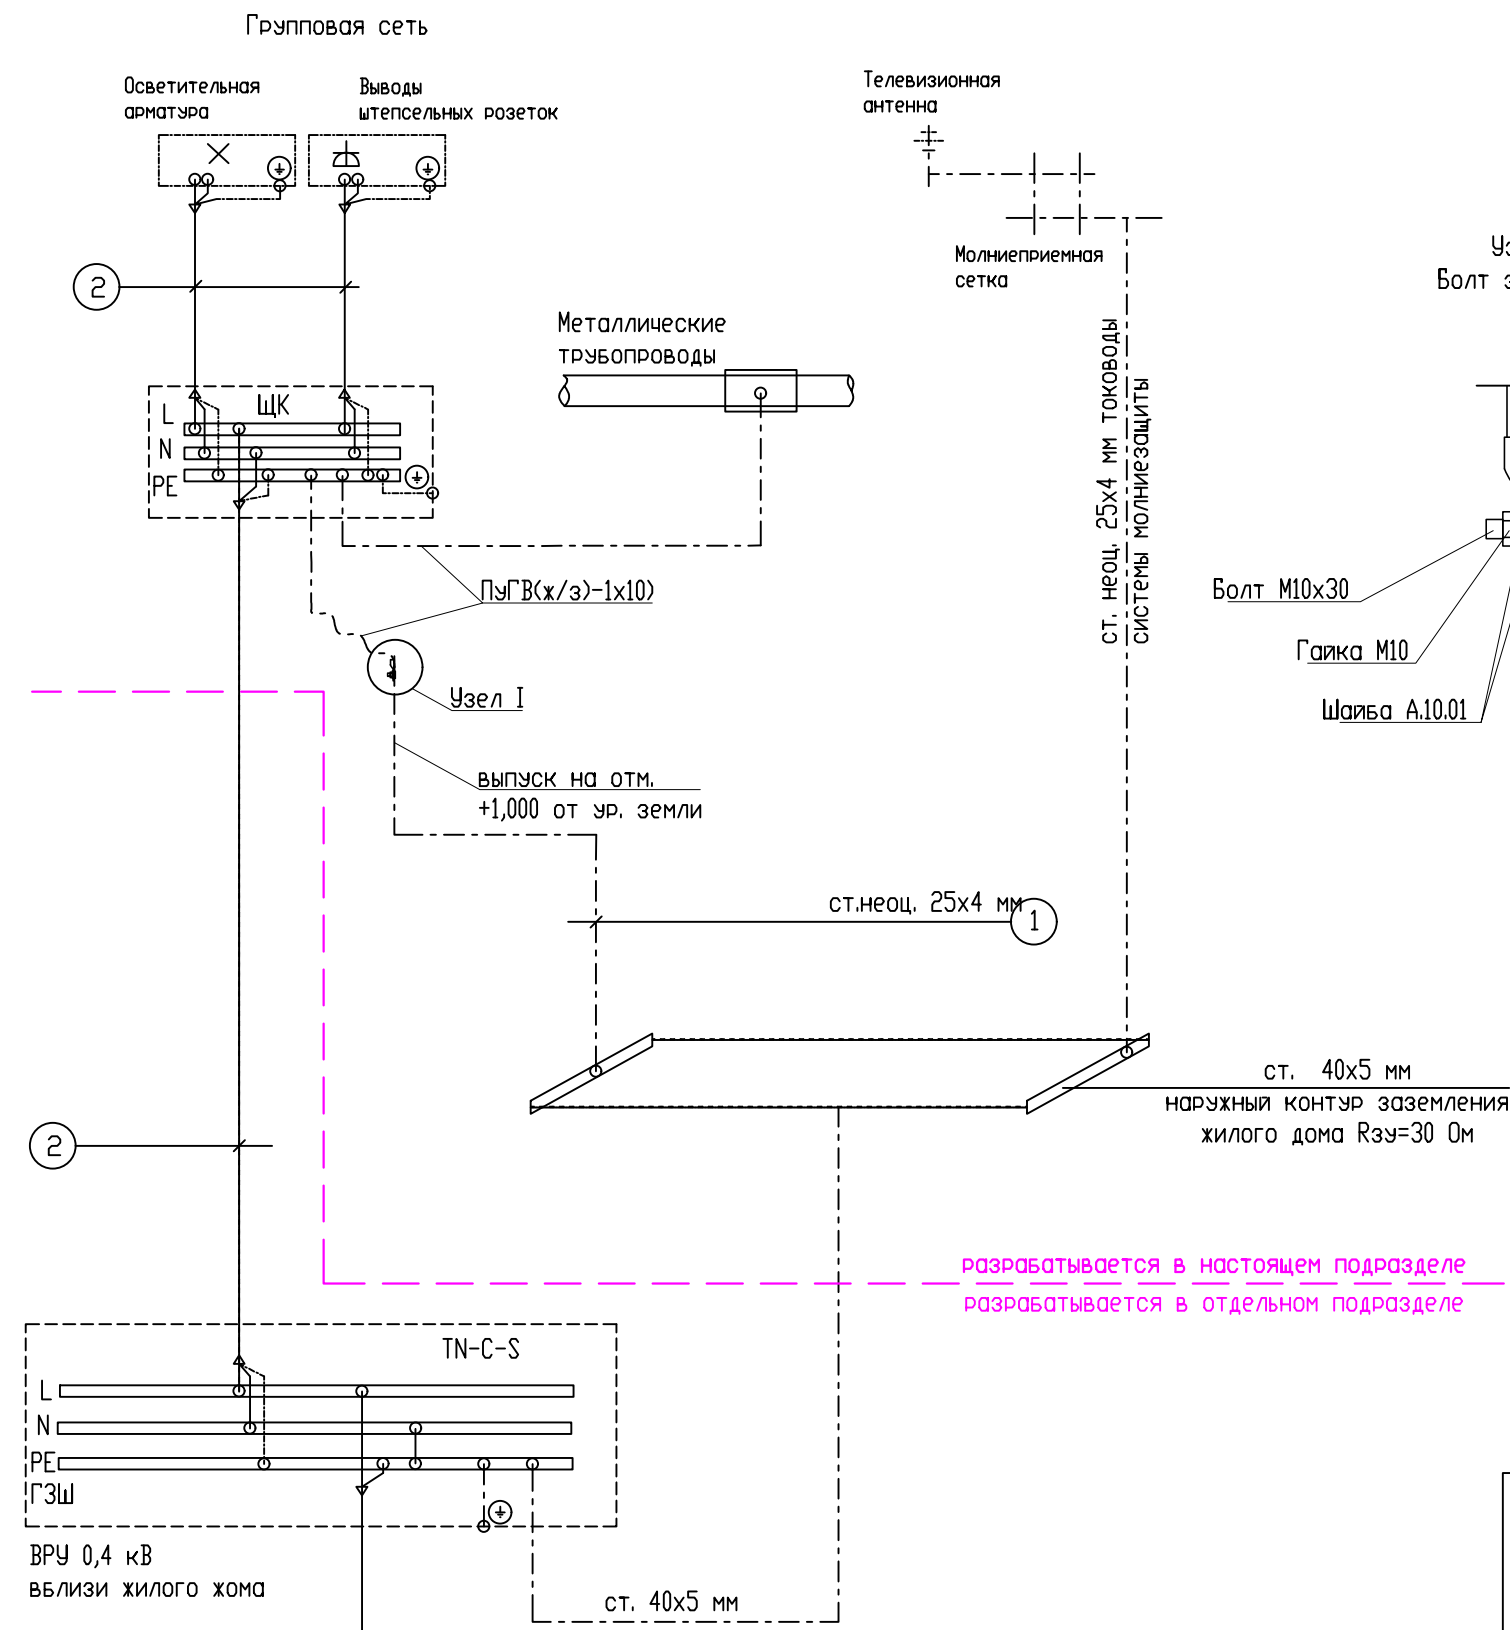 Групповая сеть
Осветительная
арматура
Выводы
штепсельных розеток
Телевизионная
антенна
Молниеприемная
сетка
2
Металлические
трубопроводы
ст. неоц. 25х4 мм тоководы
системы молниезащиты
Болт
ЩК
L
N
PE
ПуГВ(ж/з)-1х10)
Болт М10х30
Гайка М10
Шайба А.10.01
Узел I
выпуск на отм.
+1,000 от ур. земли
ст.неоц. 25х4 мм
1
ст. 40х5 мм
наружный контур заземления
жилого дома Rзу=30 Ом
2
разрабатывается в настоящем подразделе
разрабатывается в отдельном подразделе
TN-C-S
L
N
PE
ГЗШ
ВРУ 0,4 кВ
вблизи жилого жома
ст. 40х5 мм